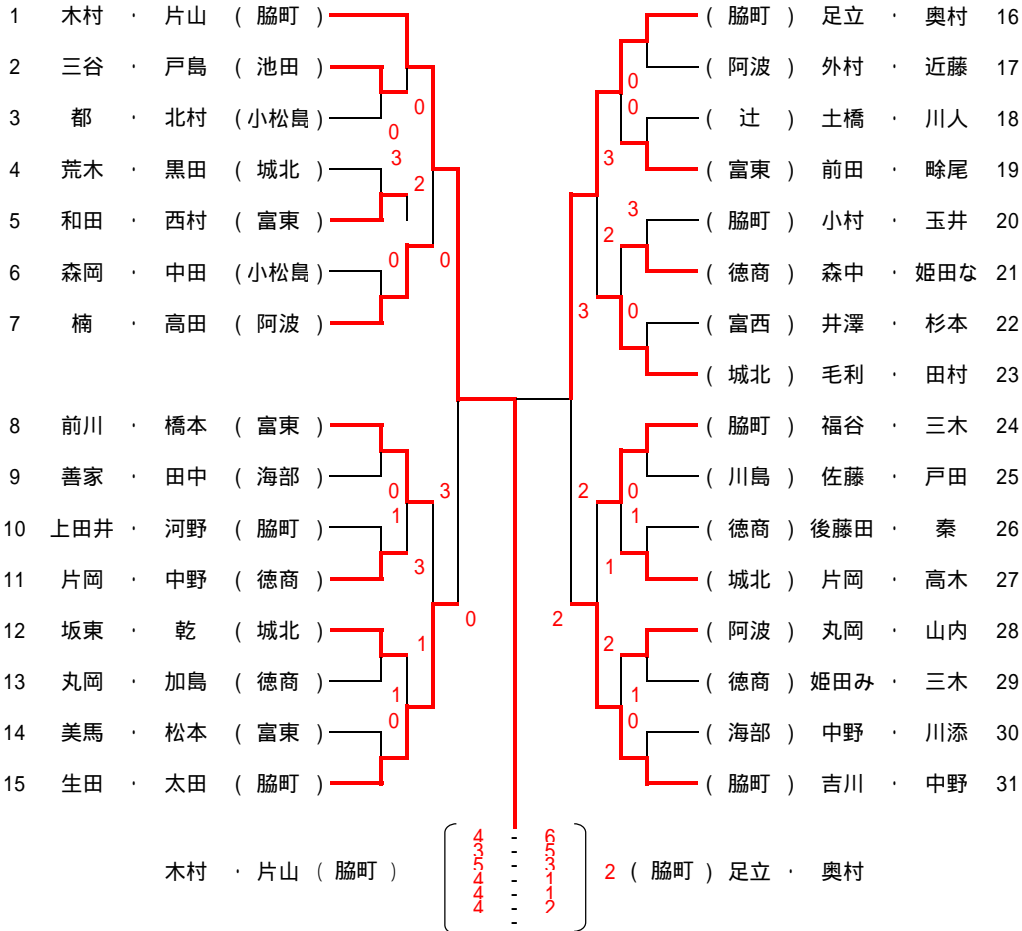 1 木村 · 片山 ( 脇町 )
2 三谷 · 戸島 ( 池田 )
3 都 · 北村 (小松島)
4 荒木 · 黒田 ( 城北 )
5 和田 · 西村 ( 富東 )
6 森岡 · 中田 (小松島)
7 楠 · 高田 ( 阿波 )
8 前川 · 橋本 ( 富東 )
9 善家 · 田中 ( 海部 )
10 上田井 · 河野 ( 脇町 )
11 片岡 · 中野 ( 徳商 )
12 坂東 · 乾 ( 城北 )
13 丸岡 · 加島 ( 徳商 )
14 美馬 · 松本 ( 富東 )
15 生田 · 太田 ( 脇町 )
0
0
3
2
0 0
3
0
1
3
0
1
1
0
( 脇町 ) 足立 · 奥村 16
( 阿波 ) 外村 · 近藤 17
( 辻 ) 土橋 · 川人 18
( 富東 ) 前田 · 畭尾 19
( 脇町 ) 小村 · 玉井 20
( 徳商 ) 森中 · 姫田な 21
( 富西 ) 井澤 · 杉本 22
( 城北 ) 毛利 · 田村 23
( 脇町 ) 福谷 · 三木 24
( 川島 ) 佐藤 · 戸田 25
( 徳商 ) 後藤田 · 秦 26
( 城北 ) 片岡 · 高木 27
( 阿波 ) 丸岡 · 山内 28
( 徳商 ) 姫田み · 三木 29
( 海部 ) 中野 · 川添 30
( 脇町 ) 吉川 · 中野 31
0
0
3
3
2
3 0
2 0
1
1
2
2
1
0
木村 · 片山 ( 脇町 )
4 - 6
3 - 5
5 - 3
4 - 1
4 - 1
4 - 2
-
2 ( 脇町 ) 足立 · 奥村